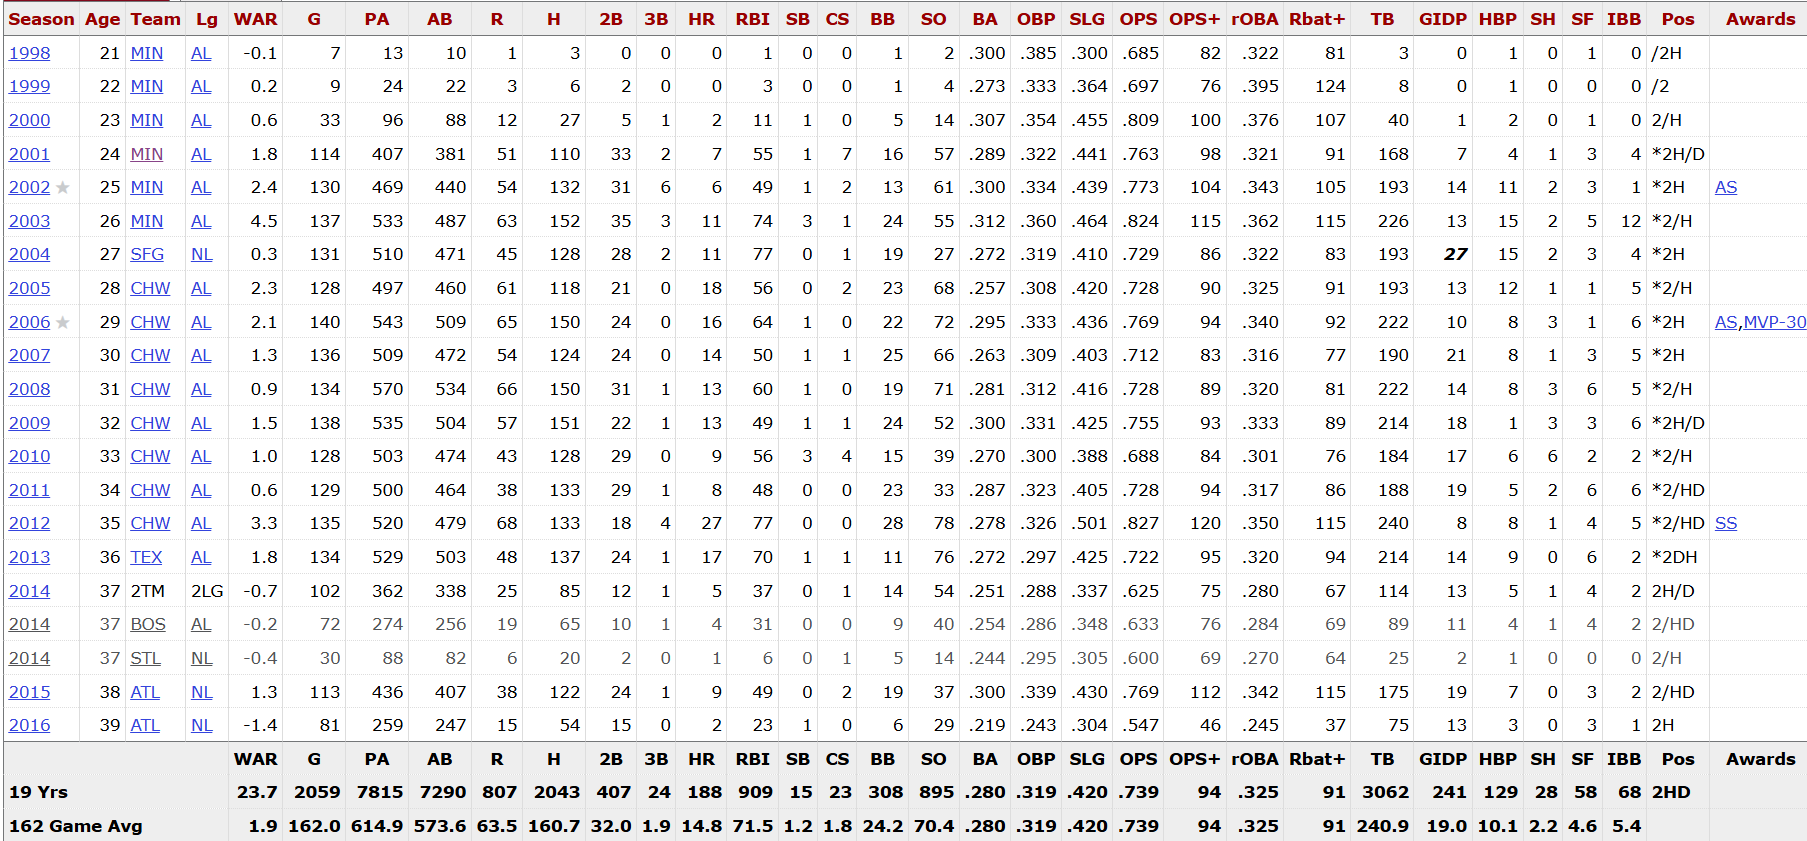 Season Age Team Lg WAR G PA AB R H 2B 3B HR RBI SB CS BB SO BA OBP SLG OPS OPS+ rOBA Rbat+ TB GIDP HBP SH SF IBB Pos Awards
1998 21 MIN AL -0.1 7 13 10 1 3 0 0 0 1 0 0 1 2 .300 .385 .300 .685 82 .322 81 3 0 1 0 1 0 /2H
1999 22 MIN AL 0.2 9 24 22 3 6 2 0 0 3 0 0 1 4 .273 .333 .364 .697 76 .395 124 8 0 1 0 0 0 /2
2000 23 MIN AL 0.6 33 96 88 12 27 5 1 2 11 1 0 5 14 .307 .354 .455 .809 100 .376 107 40 1 2 0 1 0 2/H
2001 24 MIN AL 1.8 114 407 381 51 110 33 2 7 55 1 7 16 57 .289 .322 .441 .763 98 .321 91 168 7 4 1 3 4 *2H/D
2002 ★ 25 MIN AL 2.4 130 469 440 54 132 31 6 6 49 1 2 13 61 .300 .334 .439 .773 104 .343 105 193 14 11 2 3 1 *2H AS
2003 26 MIN AL 4.5 137 533 487 63 152 35 3 11 74 3 1 24 55 .312 .360 .464 .824 115 .362 115 226 13 15 2 5 12 *2/H
2004 27 SFG NL 0.3 131 510 471 45 128 28 2 11 77 0 1 19 27 .272 .319 .410 .729 86 .322 83 193 27 15 2 3 4 *2H
2005 28 CHW AL 2.3 128 497 460 61 118 21 0 18 56 0 2 23 68 .257 .308 .420 .728 90 .325 91 193 13 12 1 1 5 *2/H
2006 ★ 29 CHW AL 2.1 140 543 509 65 150 24 0 16 64 1 0 22 72 .295 .333 .436 .769 94 .340 92 222 10 8 3 1 6 *2H AS,MVP-30
2007 30 CHW AL 1.3 136 509 472 54 124 24 0 14 50 1 1 25 66 .263 .309 .403 .712 83 .316 77 190 21 8 1 3 5 *2H
2008 31 CHW AL 0.9 134 570 534 66 150 31 1 13 60 1 0 19 71 .281 .312 .416 .728 89 .320 81 222 14 8 3 6 5 *2/H
2009 32 CHW AL 1.5 138 535 504 57 151 22 1 13 49 1 1 24 52 .300 .331 .425 .755 93 .333 89 214 18 1 3 3 6 *2H/D
2010 33 CHW AL 1.0 128 503 474 43 128 29 0 9 56 3 4 15 39 .270 .300 .388 .688 84 .301 76 184 17 6 6 2 2 *2/H
2011 34 CHW AL 0.6 129 500 464 38 133 29 1 8 48 0 0 23 33 .287 .323 .405 .728 94 .317 86 188 19 5 2 6 6 *2/HD
2012 35 CHW AL 3.3 135 520 479 68 133 18 4 27 77 0 0 28 78 .278 .326 .501 .827 120 .350 115 240 8 8 1 4 5 *2/HD SS
2013 36 TEX AL 1.8 134 529 503 48 137 24 1 17 70 1 1 11 76 .272 .297 .425 .722 95 .320 94 214 14 9 0 6 2 *2DH
2014 37 2TM 2LG -0.7 102 362 338 25 85 12 1 5 37 0 1 14 54 .251 .288 .337 .625 75 .280 67 114 13 5 1 4 2 2H/D
2014 37 BOS AL -0.2 72 274 256 19 65 10 1 4 31 0 0 9 40 .254 .286 .348 .633 76 .284 69 89 11 4 1 4 2 2/HD
2014 37 STL NL -0.4 30 88 82 6 20 2 0 1 6 0 1 5 14 .244 .295 .305 .600 69 .270 64 25 2 1 0 0 0 2/H
2015 38 ATL NL 1.3 113 436 407 38 122 24 1 9 49 0 2 19 37 .300 .339 .430 .769 112 .342 115 175 19 7 0 3 2 2/HD
2016 39 ATL NL -1.4 81 259 247 15 54 15 0 2 23 1 0 6 29 .219 .243 .304 .547 46 .245 37 75 13 3 0 3 1 2H
WAR G PA AB R H 2B 3B HR RBI SB CS BB SO BA OBP SLG OPS OPS+ rOBA Rbat+ TB GIDP HBP SH SF IBB Pos Awards
19 Yrs 23.7 2059 7815 7290 807 2043 407 24 188 909 15 23 308 895 .280 .319 .420 .739 94 .325 91 3062 241 129 28 58 68 2HD
162 Game Avg 1.9 162.0 614.9 573.6 63.5 160.7 32.0 1.9 14.8 71.5 1.2 1.8 24.2 70.4 .280 .319 .420 .739 94 .325 91 240.9 19.0 10.1 2.2 4.6 5.4